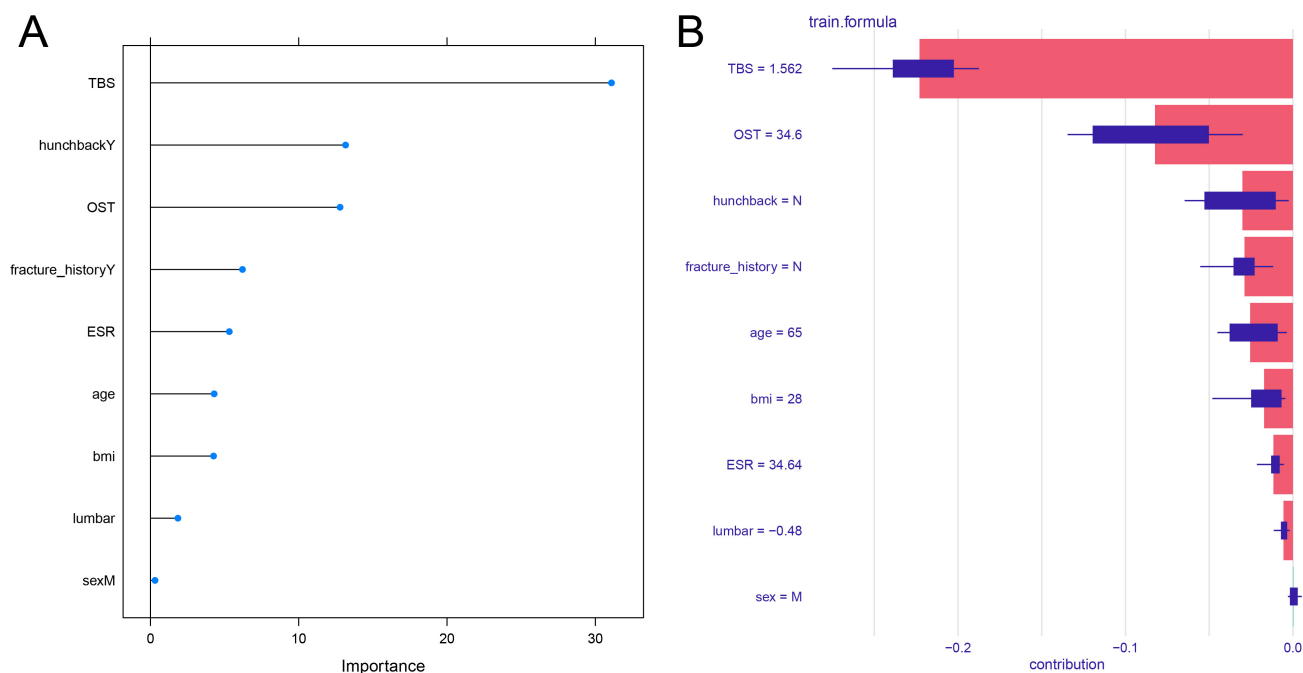 A
TBS
hunchbackY
OST
fracture_historyY
ESR
age
bmi
lumbar
sexM
0
10
20
30
Importance
B
train.formula
TBS = 1.562
OST = 34.6
hunchback = N
fracture_history = N
age = 65
bmi = 28
ESR = 34.64
lumbar = −0.48
sex = M
−0.2
−0.1
0.0
contribution